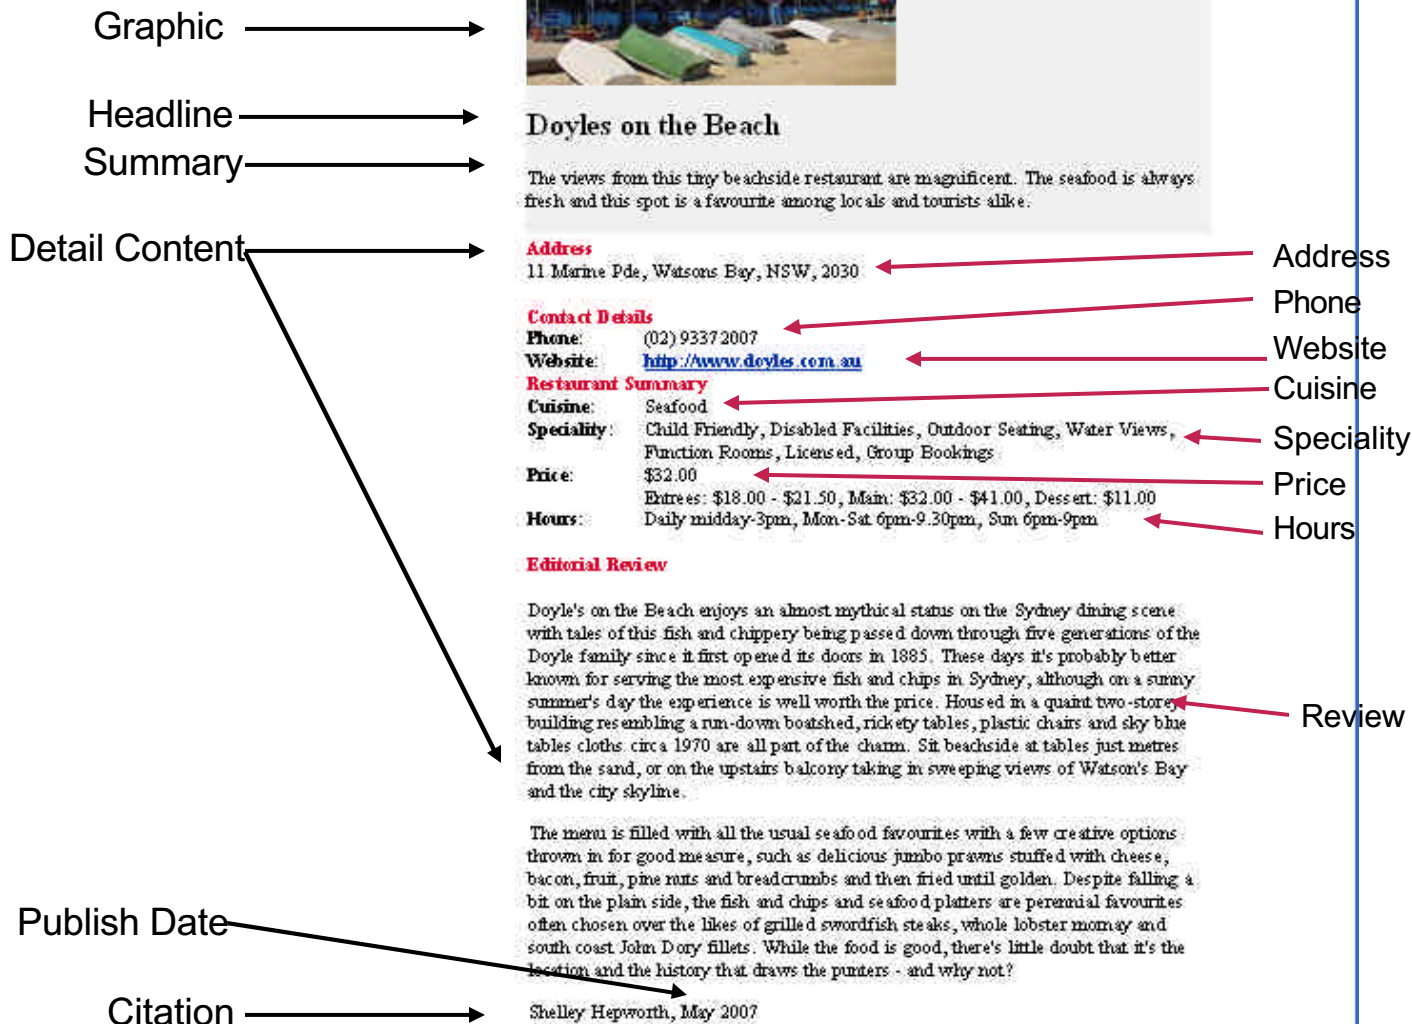 Graphic
Headline
Doyles on the Beach
Summary
The views from this tiny beachside restaurant are magnificent. The seafood is always
fresh and this spot is a favourite among locals and tourists alike.
Detail Content
Address
11 Marine Pde, Watsons Bay, NSW, 2030
Address
Contact Details
Phone
Phone: (02) 93372007
Website: http://www.doyles.com.au
Website
Restaurant Summary
Cuisine
Cuisine: Seafood
Speciality: Child Friendly, Disabled Facilities, Outdoor Seating, Water Views,
Function Rooms, Licensed, Group Bookings
Speciality
Price: $32.00
Price
Entrees: $18.00 - $21.50, Main: $32.00 - $41.00, Dessert: $11.00
Hours: Daily midday-3pm, Mon-Sat 6pm-9.30pm, Sun 6pm-9pm
Hours
Editorial Review
Doyle's on the Beach enjoys an almost mythical status on the Sydney dining scene
with tales of this fish and chippery being passed down through five generations of the
Doyle family since it first opened its doors in 1885. These days it's probably better
known for serving the most expensive fish and chips in Sydney, although on a sunny
summer's day the experience is well worth the price. Housed in a quaint two-storey
building resembling a run-down boatshed, rickety tables, plastic chairs and sky blue
tables cloths circa 1970 are all part of the charm. Sit beachside at tables just metres
from the sand, or on the upstairs balcony taking in sweeping views of Watson's Bay
and the city skyline.
Review
The menu is filled with all the usual seafood favourites with a few creative options
thrown in for good measure, such as delicious jumbo prawns stuffed with cheese,
bacon, fruit, pine nuts and breadcrumbs and then fried until golden. Despite falling a
bit on the plain side, the fish and chips and seafood platters are perennial favourites
often chosen over the likes of grilled swordfish steaks, whole lobster mornay and
south coast John Dory fillets. While the food is good, there's little doubt that it's the
location and the history that draws the punters - and why not?
Publish Date
Citation
Shelley Hepworth, May 2007